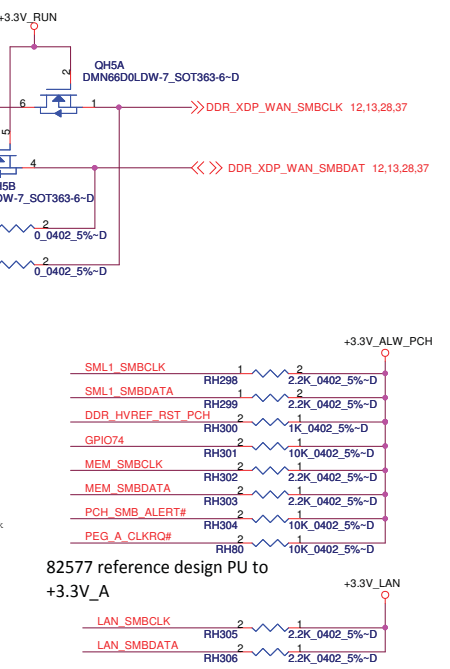 +3.3V_RUN
QH5A
DMN66D0LDW-7_SOT363-6~D
2
6
1
DDR_XDP_WAN_SMBCLK 12,13,28,37
5
4
DDR_XDP_WAN_SMBDAT 12,13,28,37
5B
DW-7_SOT363-6~D
2
0_0402_5%~D
2
0_0402_5%~D
+3.3V_ALW_PCH
SML1_SMBCLK
RH298 1 2 2.2K_0402_5%~D
SML1_SMBDATA
RH299 1 2 2.2K_0402_5%~D
DDR_HVREF_RST_PCH
RH300 2 1 1K_0402_5%~D
GPIO74
RH301 2 1 10K_0402_5%~D
MEM_SMBCLK
RH302 2 1 2.2K_0402_5%~D
MEM_SMBDATA
RH303 2 1 2.2K_0402_5%~D
PCH_SMB_ALERT#
RH304 2 1 10K_0402_5%~D
PEG_A_CLKRQ#
RH80 2 1 10K_0402_5%~D
82577 reference design PU to
+3.3V_A
+3.3V_LAN
LAN_SMBCLK
RH305 2 1 2.2K_0402_5%~D
LAN_SMBDATA
RH306 2 1 2.2K_0402_5%~D